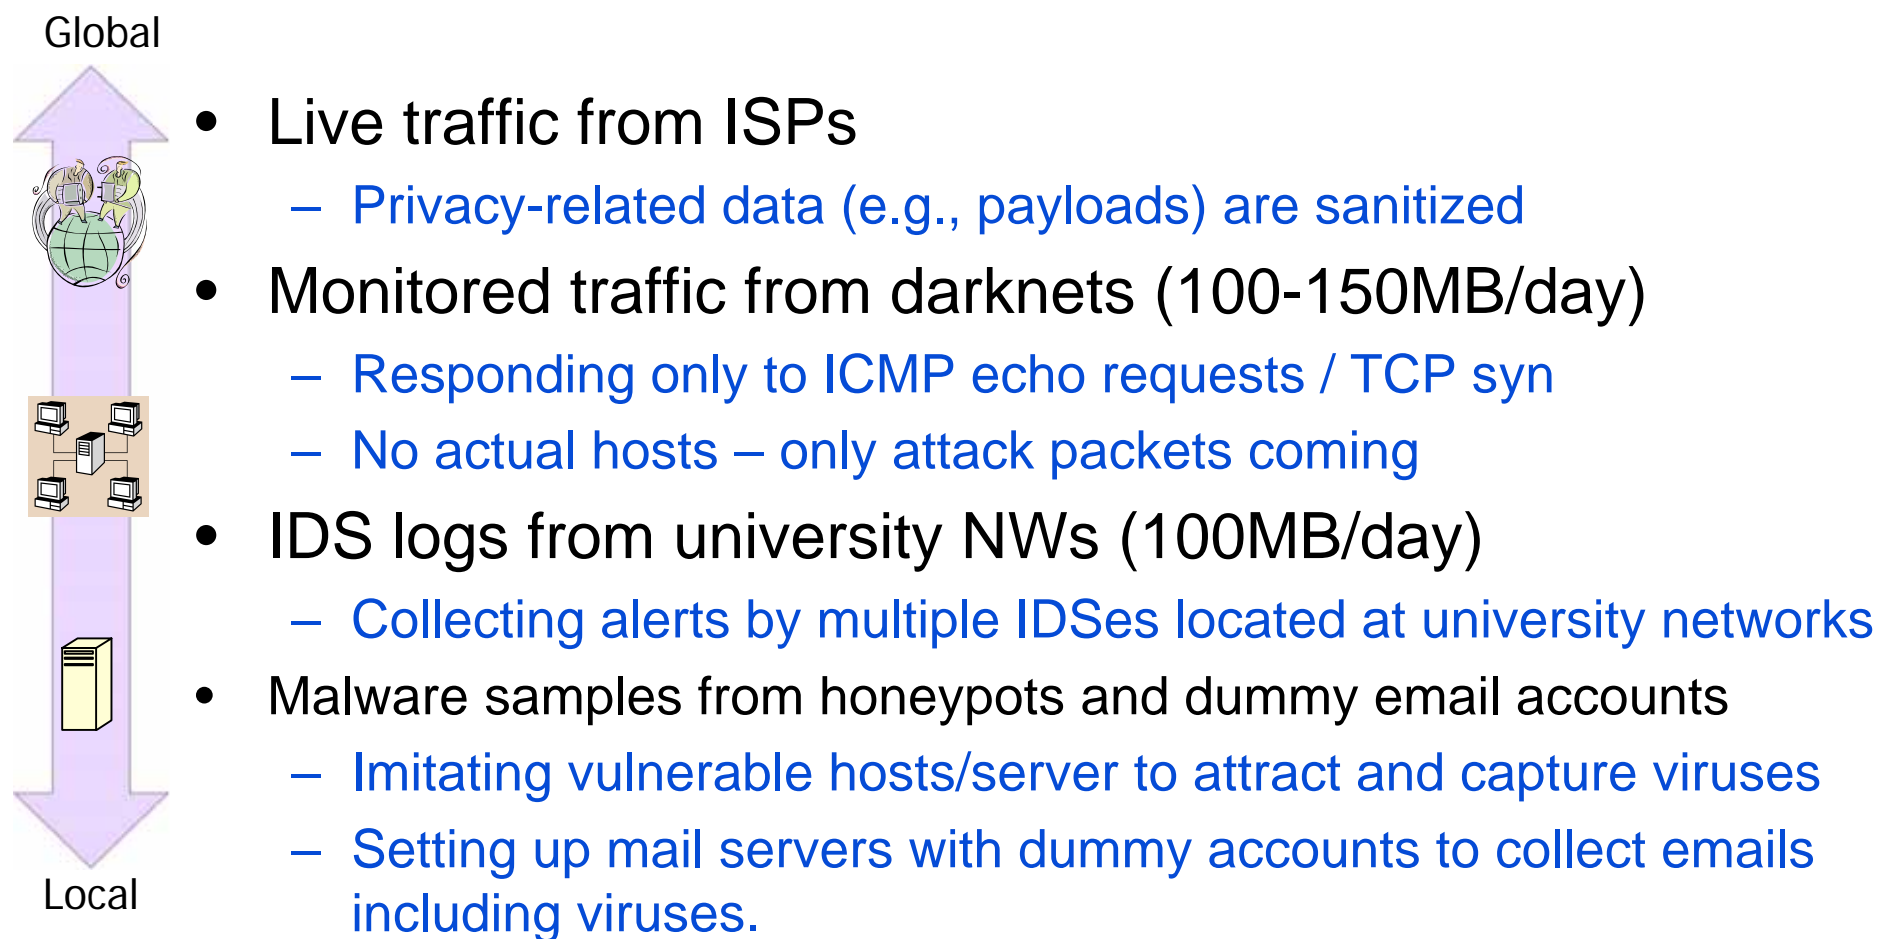 Global
• Live traffic from ISPs
– Privacy-related data (e.g., payloads) are sanitized
• Monitored traffic from darknets (100-150MB/day)
– Responding only to ICMP echo requests / TCP syn
– No actual hosts – only attack packets coming
• IDS logs from university NWs (100MB/day)
– Collecting alerts by multiple IDSes located at university networks
• Malware samples from honeypots and dummy email accounts
– Imitating vulnerable hosts/server to attract and capture viruses
– Setting up mail servers with dummy accounts to collect emails
including viruses.
Local